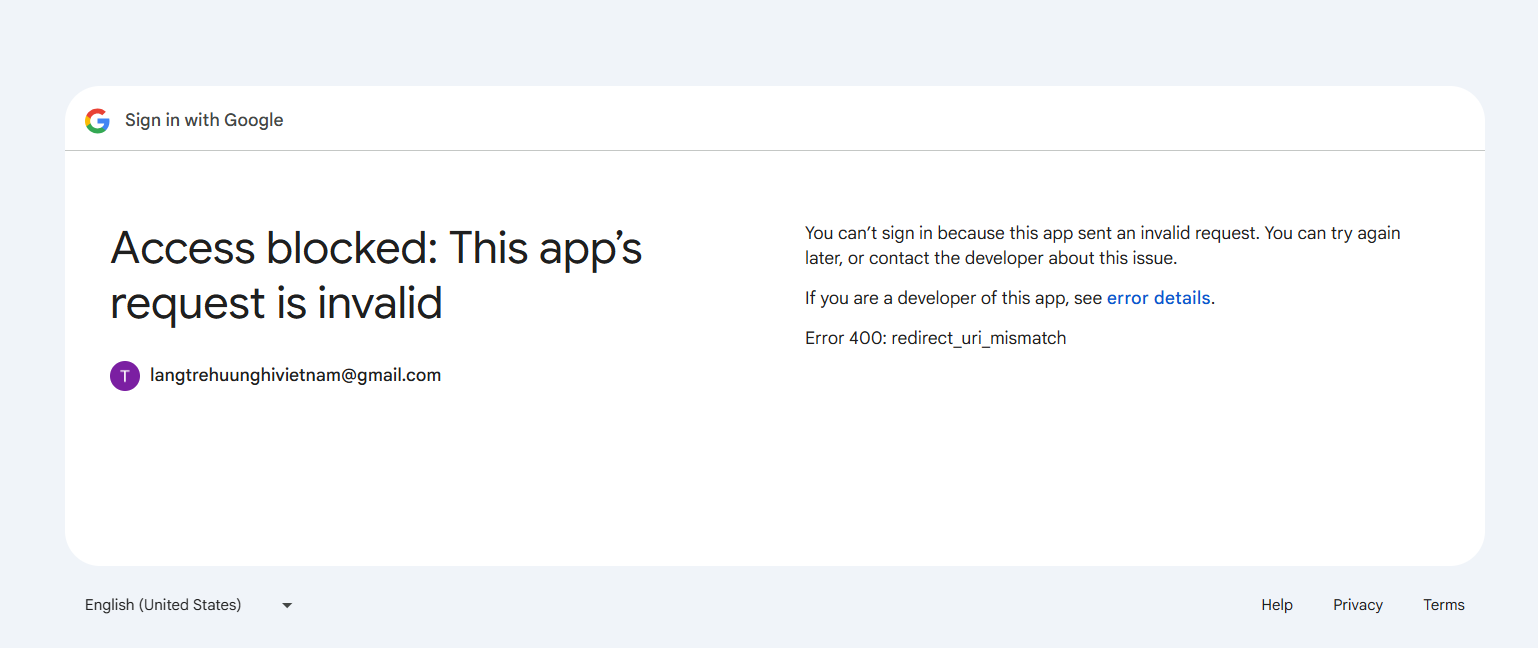 Sign in with Google
Access blocked: This app’s
request is invalid
T
langtrehuunghivietnam@gmail.com
You can’t sign in because this app sent an invalid request. You can try again
later, or contact the developer about this issue.
If you are a developer of this app, see error details.
Error 400: redirect_uri_mismatch
English (United States)
Help
Privacy
Terms